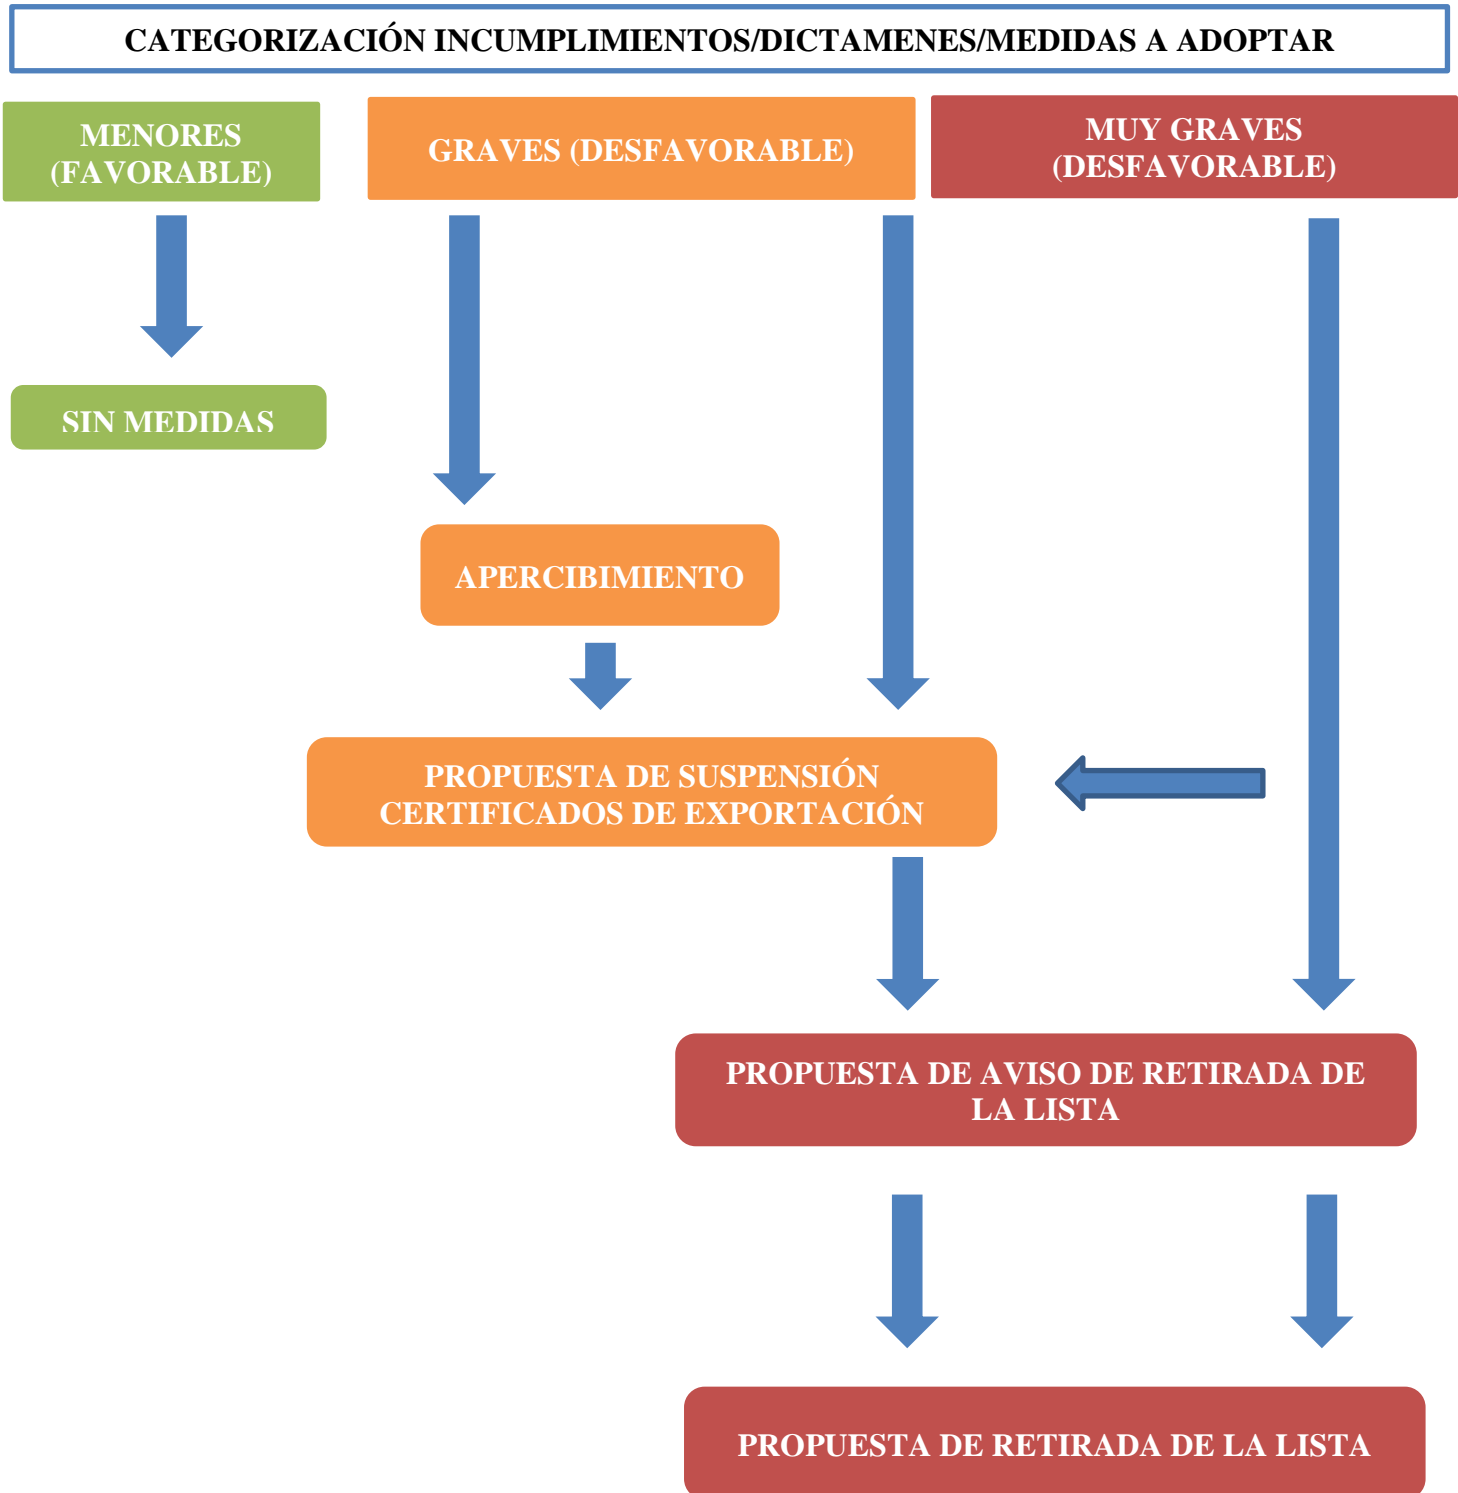 CATEGORIZACIÓN INCUMPLIMIENTOS/DICTAMENES/MEDIDAS A ADOPTAR
MENORES
(FAVORABLE)
GRAVES (DESFAVORABLE)
MUY GRAVES
(DESFAVORABLE)
SIN MEDIDAS
APERCIBIMIENTO
PROPUESTA DE SUSPENSIÓN
CERTIFICADOS DE EXPORTACIÓN
PROPUESTA DE AVISO DE RETIRADA DE
LA LISTA
PROPUESTA DE RETIRADA DE LA LISTA